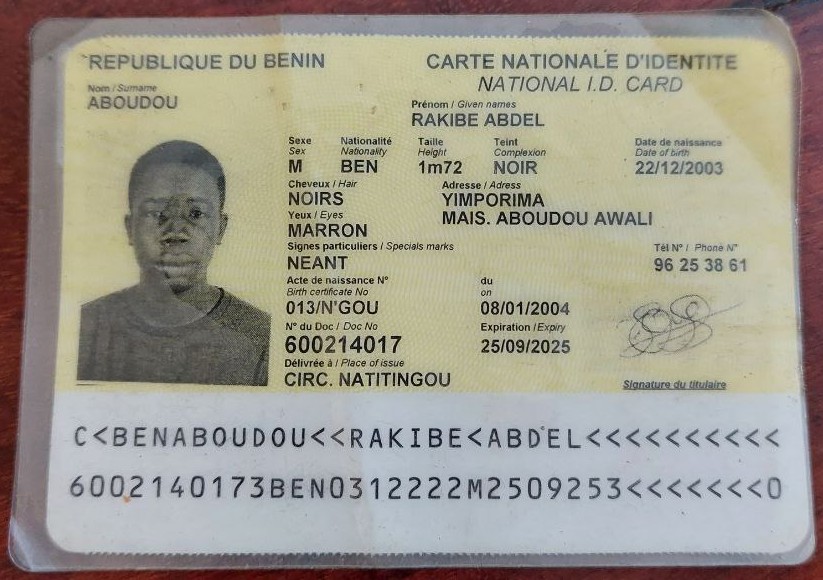 REPUBLIQUE DU BENIN
CARTE NATIONALE D'IDENTITE
NATIONAL I.D. CARD
Nom / Surname
ABOUDOU
Prénom / Given names
RAKIBE ABDEL
Sexe Nationalité Taille Teint Date de naissance
Sex Nationality Height Complexion Date of birth
M BEN 1m72 NOIR 22/12/2003
Cheveux / Hair Adresse / Adress
NOIRS YIMPORIMA
Yeux / Eyes MAIS. ABOUDOU AWALI
MARRON
Signes particuliers / Specials marks Tél N° / Phone N°
NEANT 96 25 38 61
Acte de naissance N° du
Birth certificate No on
013/N'GOU 08/01/2004
N° du Doc / Doc No Expiration / Expiry
600214017 25/09/2025
Délivrée à / Place of issue
CIRC. NATITINGOU
Signature du titulaire
C<BENABOUDOU<<RAKIBE<ABDEL<<<<<<<<<<
6002140173BEN0312222M2509253<<<<<<<0